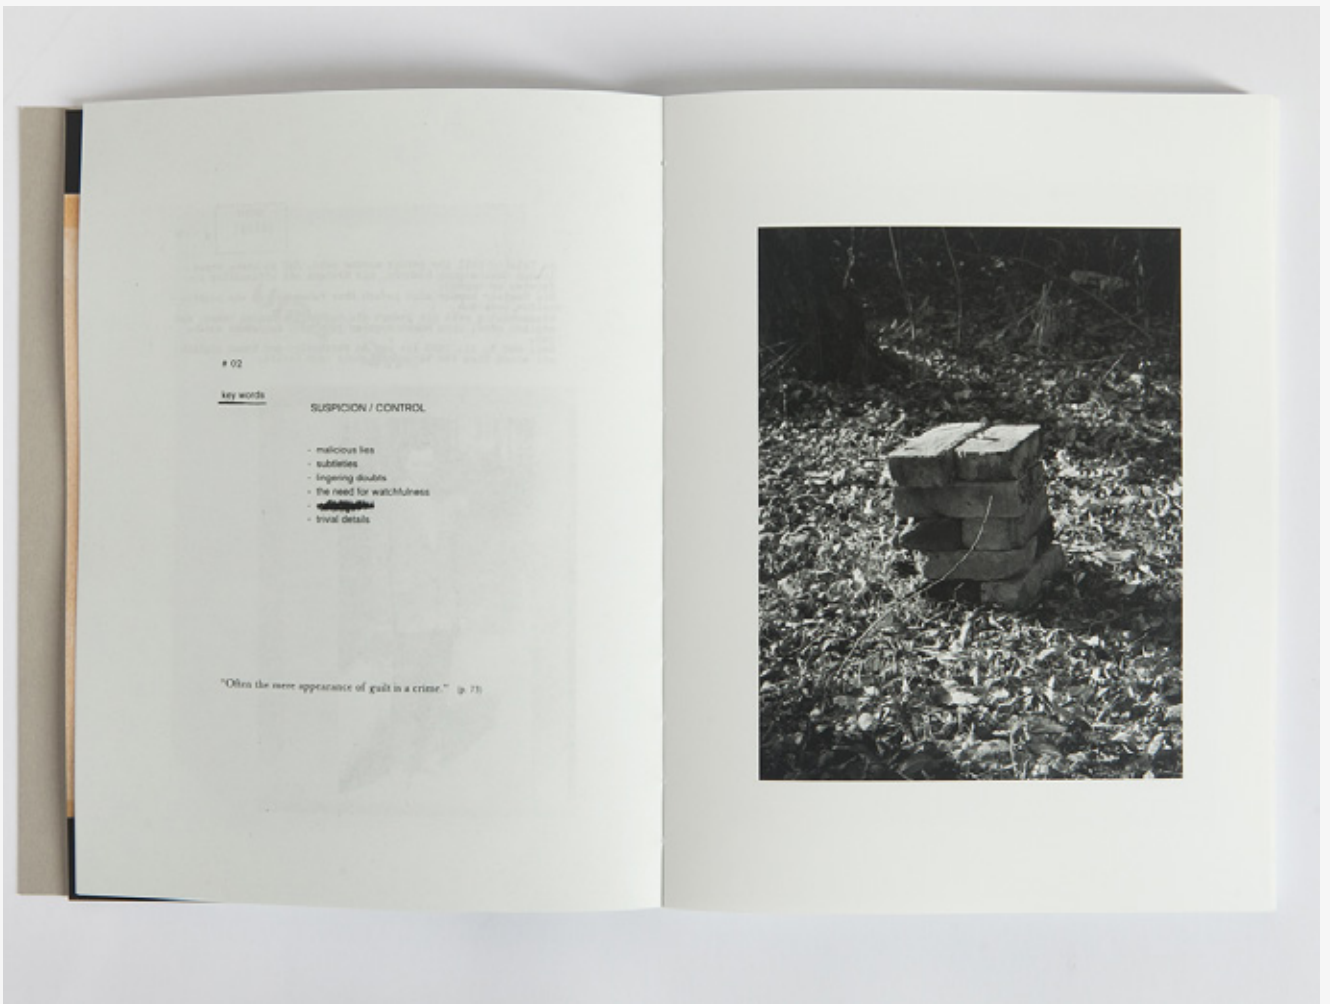 # 02
key words
SUSPICION / CONTROL
- malicious lies
- subtleties
- lingering doubts
- the need for watchfulness
-
- trivial details
"Often the mere appearance of guilt is a crime." (p. 73)